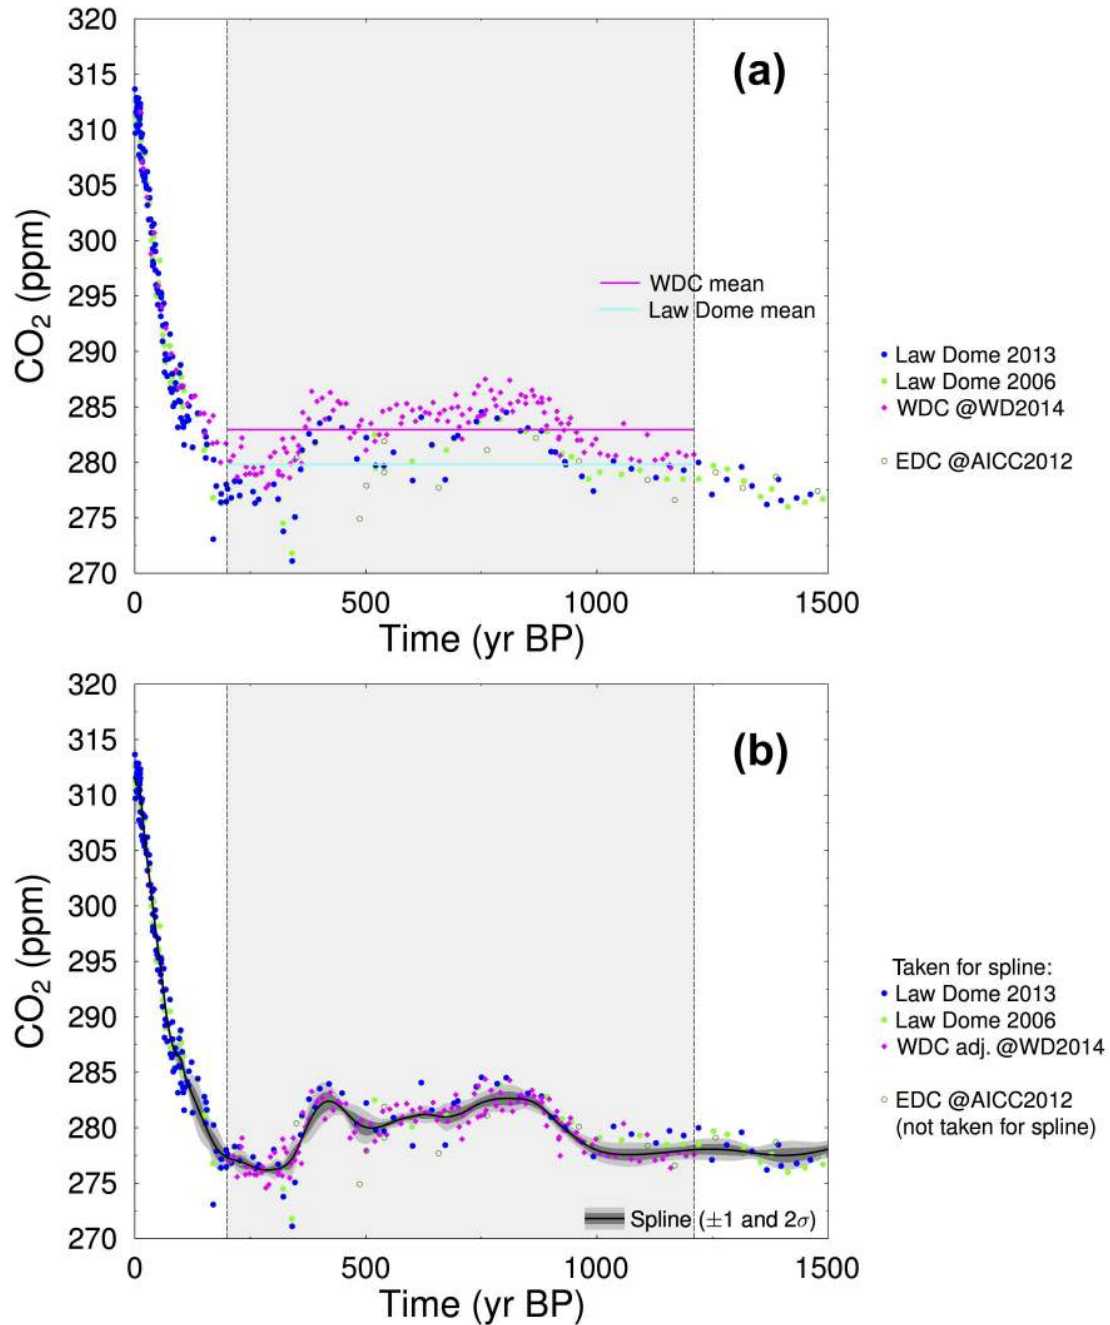 320
315
310
305
300
295
290
285
280
275
270
CO2 (ppm)
(a)
WDC mean
Law Dome mean
Law Dome 2013
Law Dome 2006
WDC @WD2014
EDC @AICC2012
0 500 1000 1500
Time (yr BP)
320
315
310
305
300
295
290
285
280
275
270
CO2 (ppm)
(b)
Taken for spline:
Law Dome 2013
Law Dome 2006
WDC adj. @WD2014
EDC @AICC2012
(not taken for spline)
Spline (±1 and 2σ)
0 500 1000 1500
Time (yr BP)